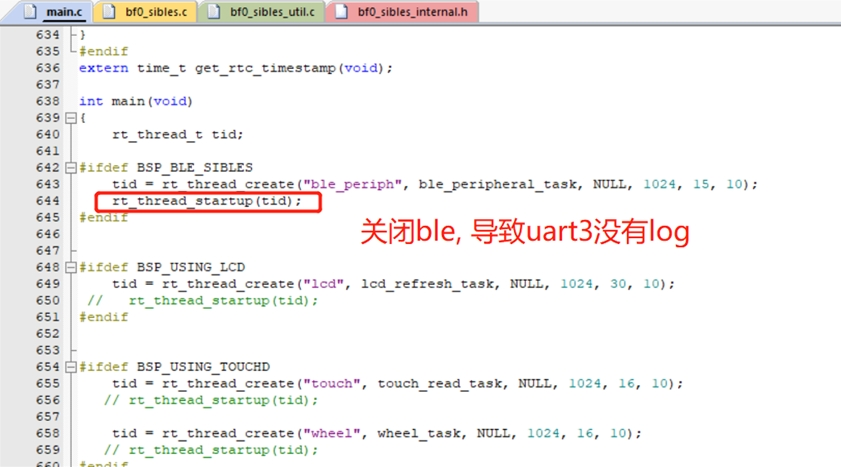 main.c bf0_sibles.c bf0_sibles_util.c bf0_sibles_internal.h
634 }
635 #endif
636 extern time_t get_rtc_timestamp(void);
637
638 int main(void)
639 {
640 rt_thread_t tid;
641
642 #ifdef BSP_BLE_SIBLES
643 tid = rt_thread_create("ble_periph", ble_peripheral_task, NULL, 1024, 15, 10);
644 rt_thread_startup(tid);
645 #endif
关闭ble, 导致uart3没有log
646
647
648 #ifdef BSP_USING_LCD
649 tid = rt_thread_create("lcd", lcd_refresh_task, NULL, 1024, 30, 10);
650 // rt_thread_startup(tid);
651 #endif
652
653
654 #ifdef BSP_USING_TOUCHD
655 tid = rt_thread_create("touch", touch_read_task, NULL, 1024, 16, 10);
656 // rt_thread_startup(tid);
657
658 tid = rt_thread_create("wheel", wheel_task, NULL, 1024, 16, 10);
659 // rt_thread_startup(tid);
660 #endif